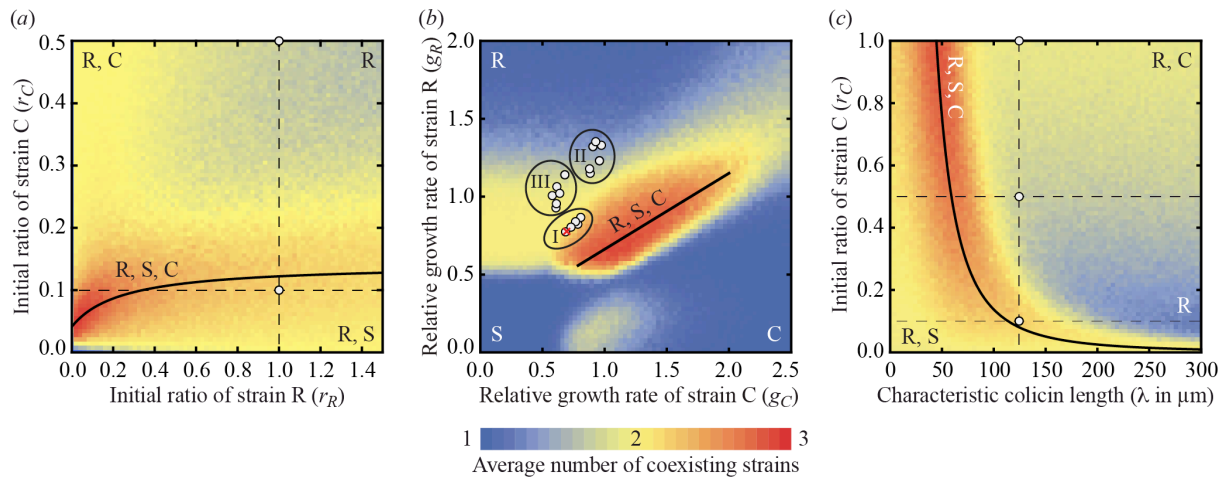 (a)
Initial ratio of strain C (rC)
0.5
0.4
0.3
0.2
0.1
0.0
R, C
R
R, S, C
R, S
0.0 0.2 0.4 0.6 0.8 1.0 1.2 1.4
Initial ratio of strain R (rR)
(b)
Relative growth rate of strain R (gR)
2.0
1.5
1.0
0.5
0.0
R
II
III
I
R, S, C
S
C
0.0 0.5 1.0 1.5 2.0 2.5
Relative growth rate of strain C (gC)
(c)
Initial ratio of strain C (rC)
1.0
0.8
0.6
0.4
0.2
0.0
R, S, C
R, C
R
R, S
0 50 100 150 200 250 300
Characteristic colicin length (λ in µm)
1 2 3
Average number of coexisting strains